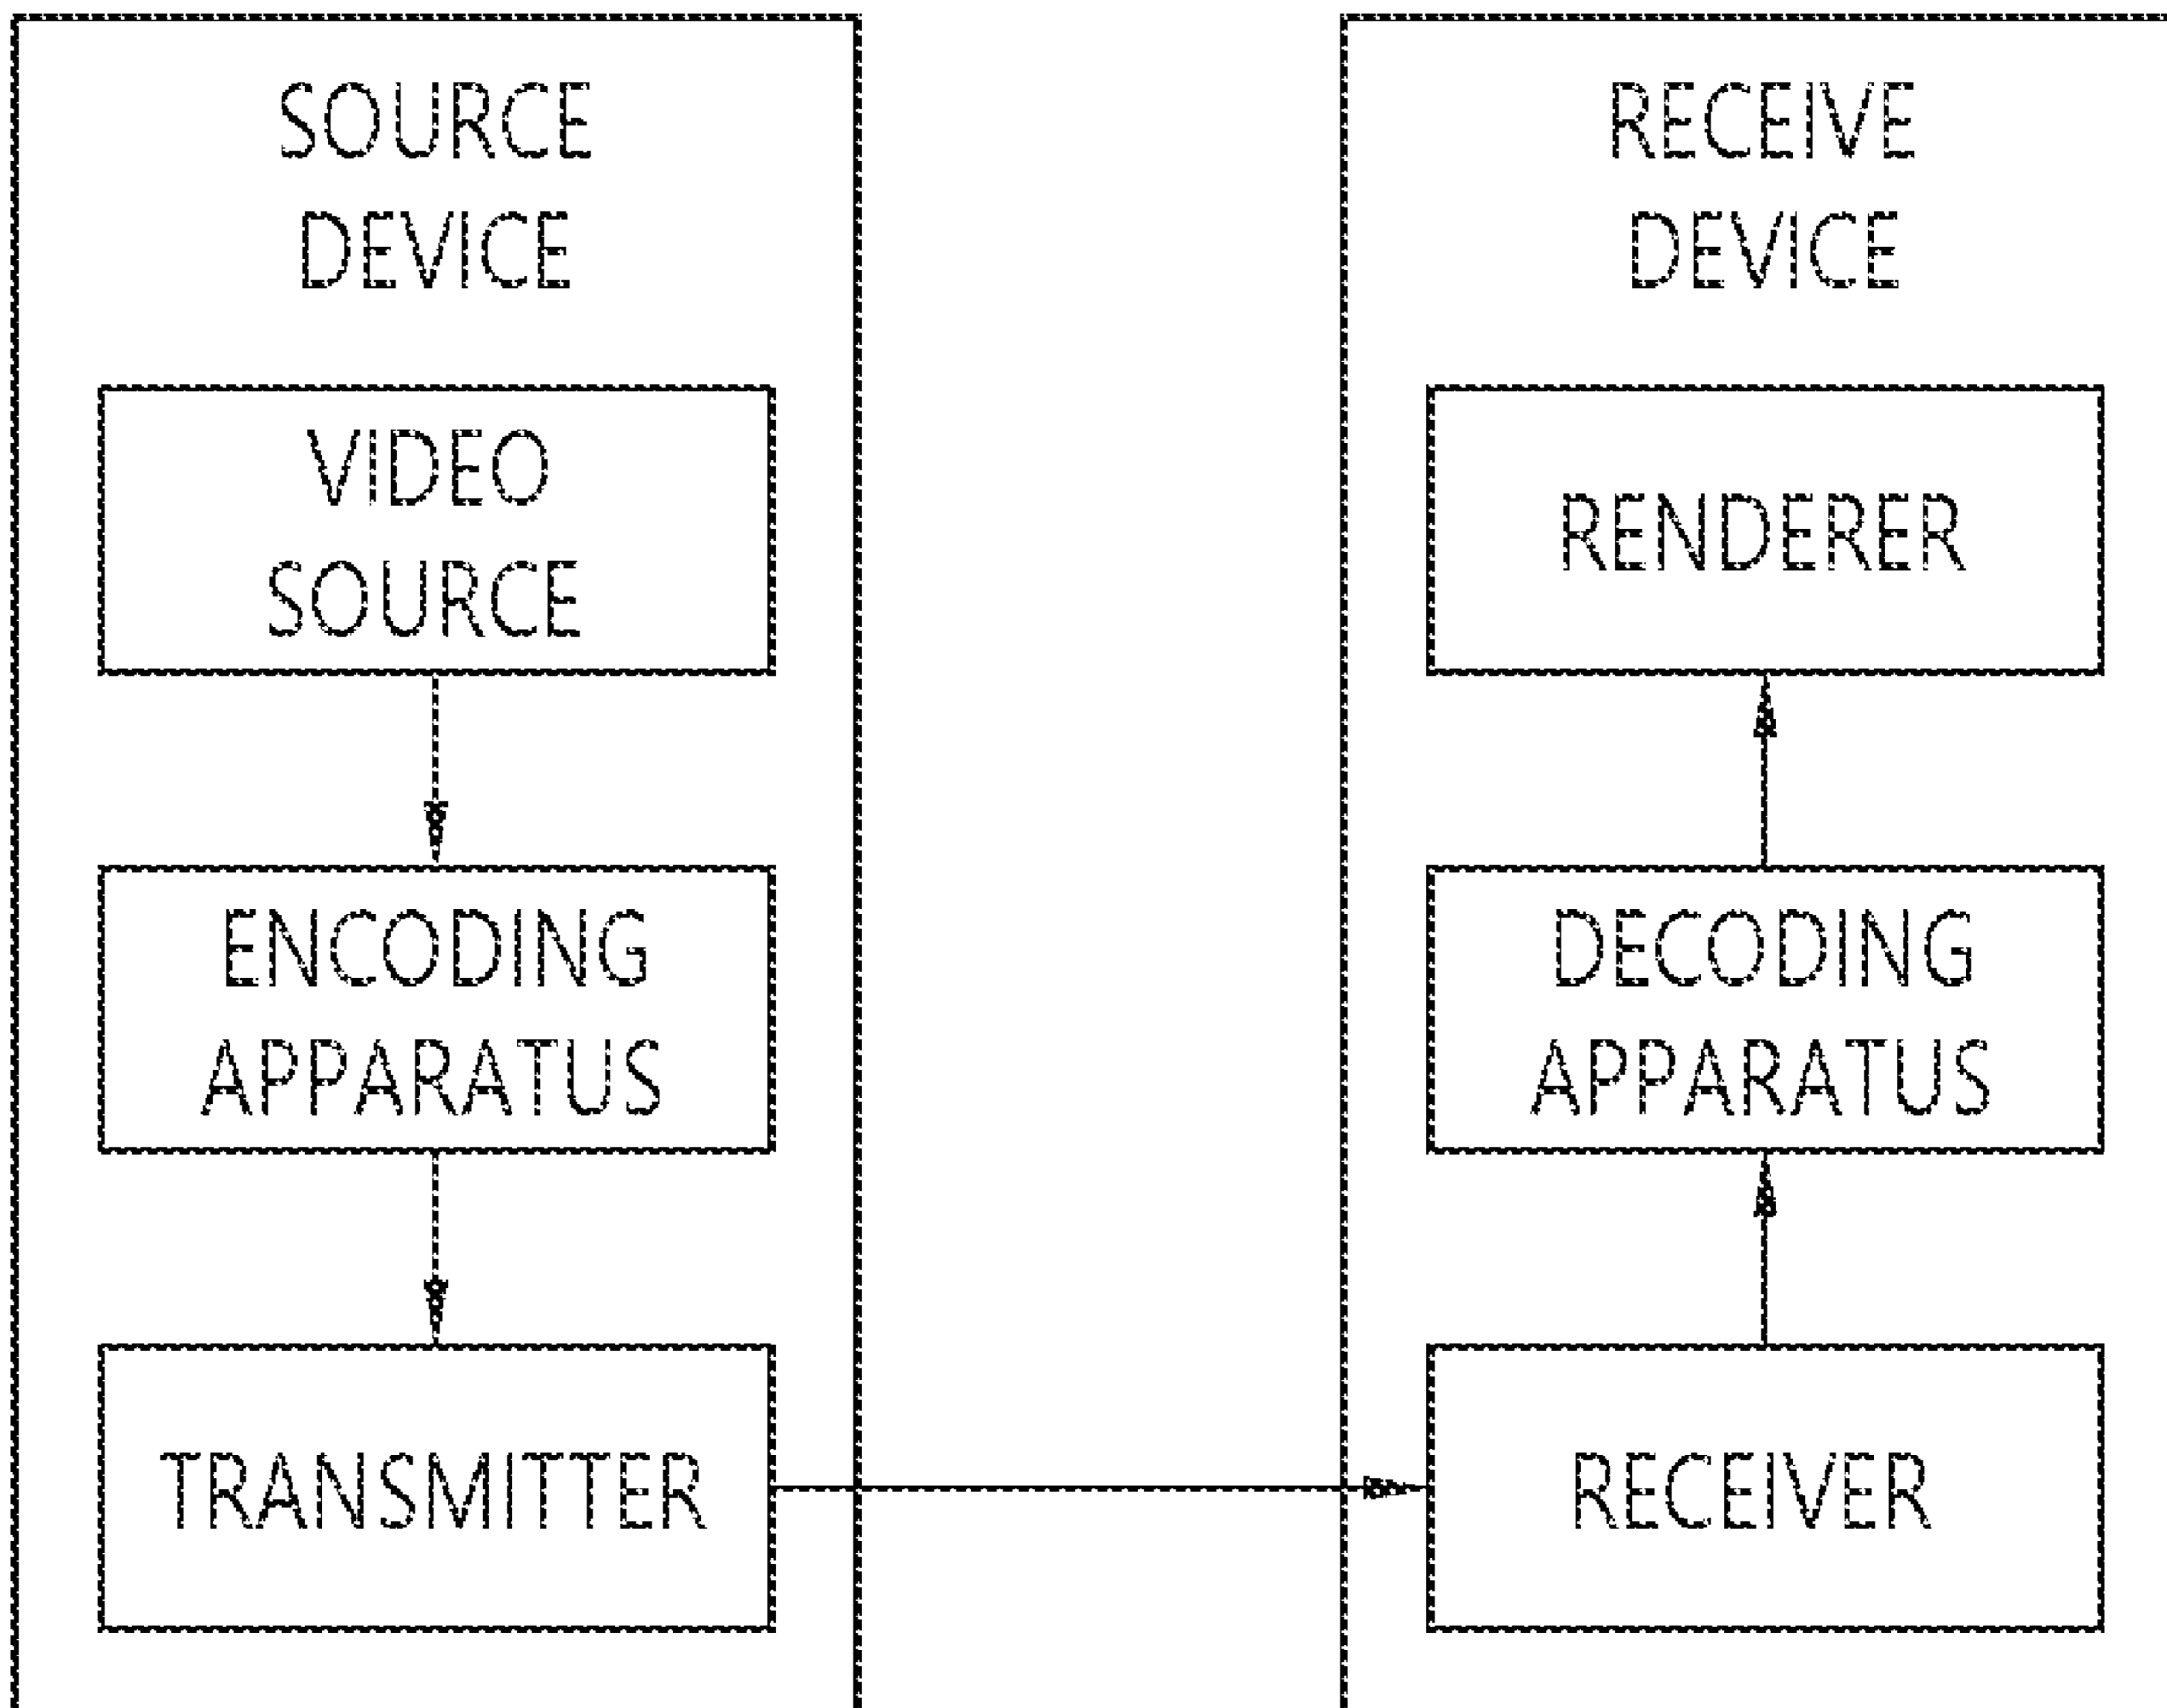 SOURCE
DEVICE
VIDEO
SOURCE
ENCODING
APPARATUS
TRANSMITTER
RECEIVE
DEVICE
RENDERER
DECODING
APPARATUS
RECEIVER